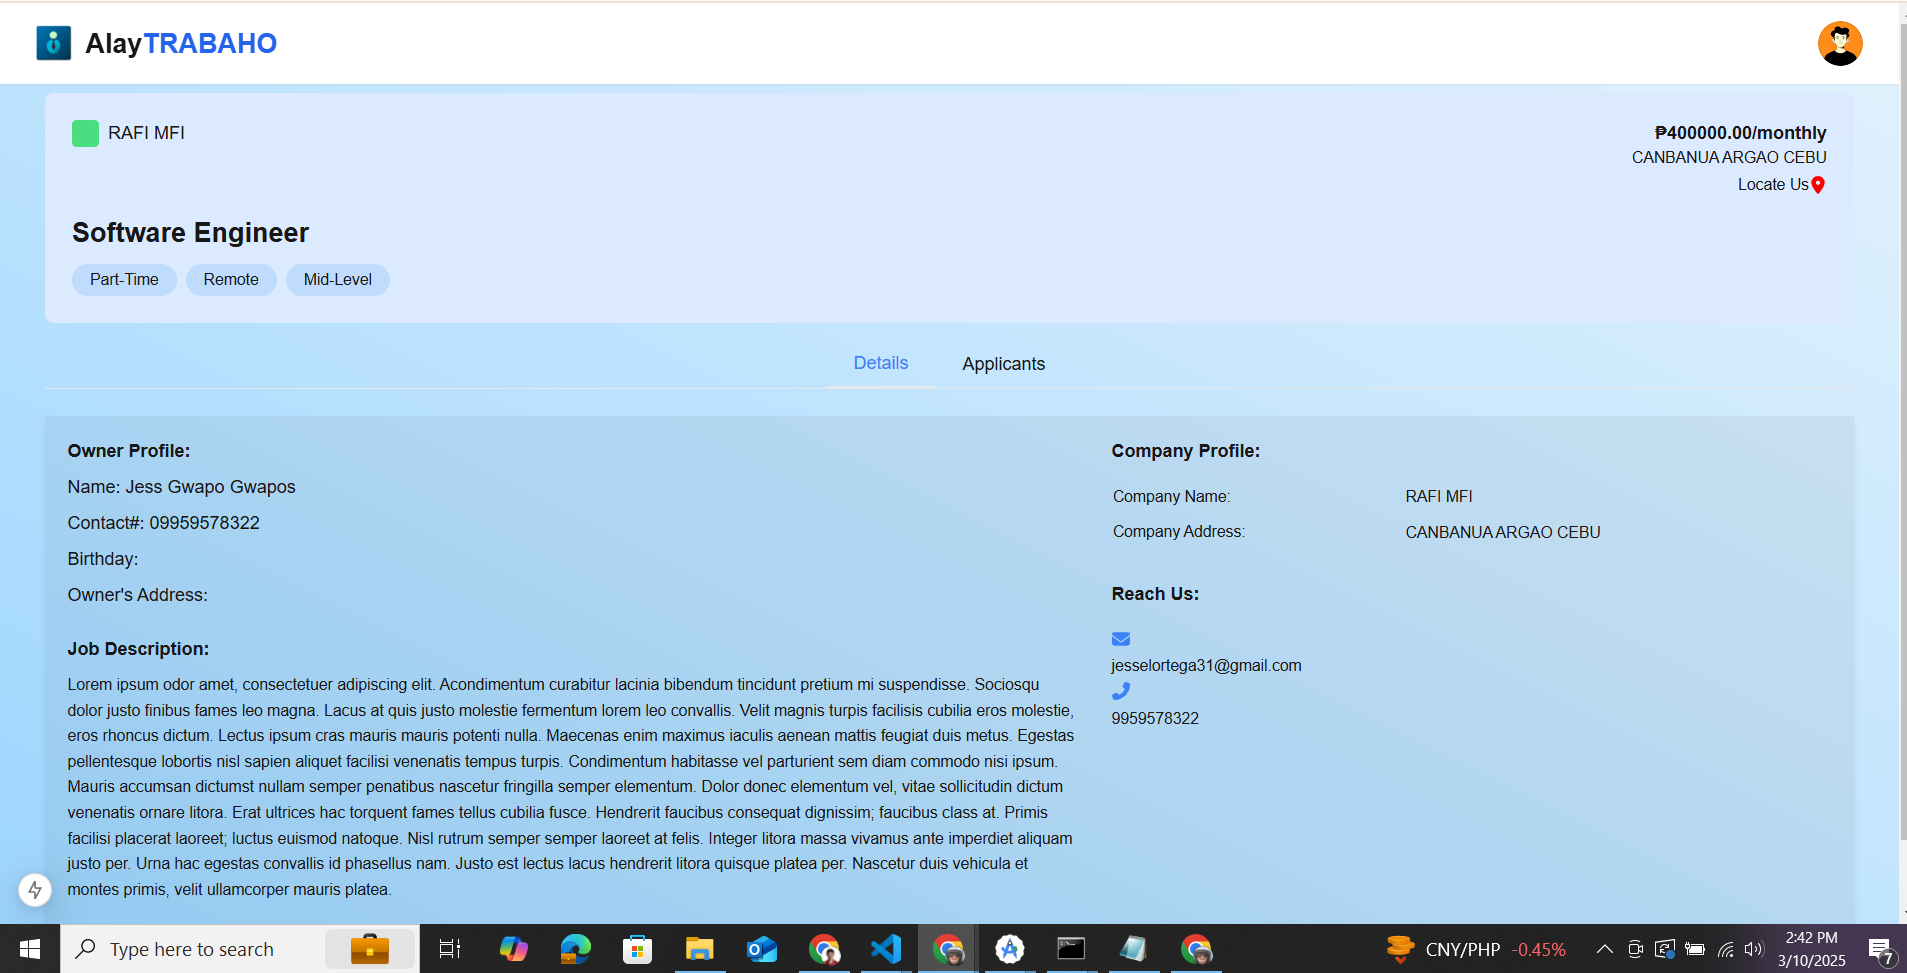 AlayTRABAHO
RAFI MFI
₱400000.00/monthly
CANBANUA ARGAO CEBU
Locate Us
Software Engineer
Part-Time
Remote
Mid-Level
Details
Applicants
Owner Profile:
Name: Jess Gwapo Gwapos
Contact#: 09959578322
Birthday:
Owner's Address:
Job Description:
Lorem ipsum odor amet, consectetuer adipiscing elit. Acondimentum curabitur lacinia bibendum tincidunt pretium mi suspendisse. Sociosqu
dolor justo finibus fames leo magna. Lacus at quis justo molestie fermentum lorem leo convallis. Velit magnis turpis facilisis cubilia eros molestie,
eros rhoncus dictum. Lectus ipsum cras mauris mauris potenti nulla. Maecenas enim maximus iaculis aenean mattis feugiat duis metus. Egestas
pellentesque lobortis nisl sapien aliquet facilisi venenatis tempus turpis. Condimentum habitasse vel parturient sem diam commodo nisi ipsum.
Mauris accumsan dictumst nullam semper penatibus nascetur fringilla semper elementum. Dolor donec elementum vel, vitae sollicitudin dictum
venenatis ornare litora. Erat ultrices hac torquent fames tellus cubilia fusce. Hendrerit faucibus consequat dignissim; faucibus class at. Primis
facilisi placerat laoreet; luctus euismod natoque. Nisl rutrum semper semper laoreet at felis. Integer litora massa vivamus ante imperdiet aliquam
justo per. Urna hac egestas convallis id phasellus nam. Justo est lectus lacus hendrerit litora quisque platea per. Nascetur duis vehicula et
montes primis, velit ullamcorper mauris platea.
Company Profile:
Company Name: RAFI MFI
Company Address: CANBANUA ARGAO CEBU
Reach Us:
jesselortega31@gmail.com
9959578322
Type here to search
CNY/PHP -0.45%
2:42 PM
3/10/2025
7